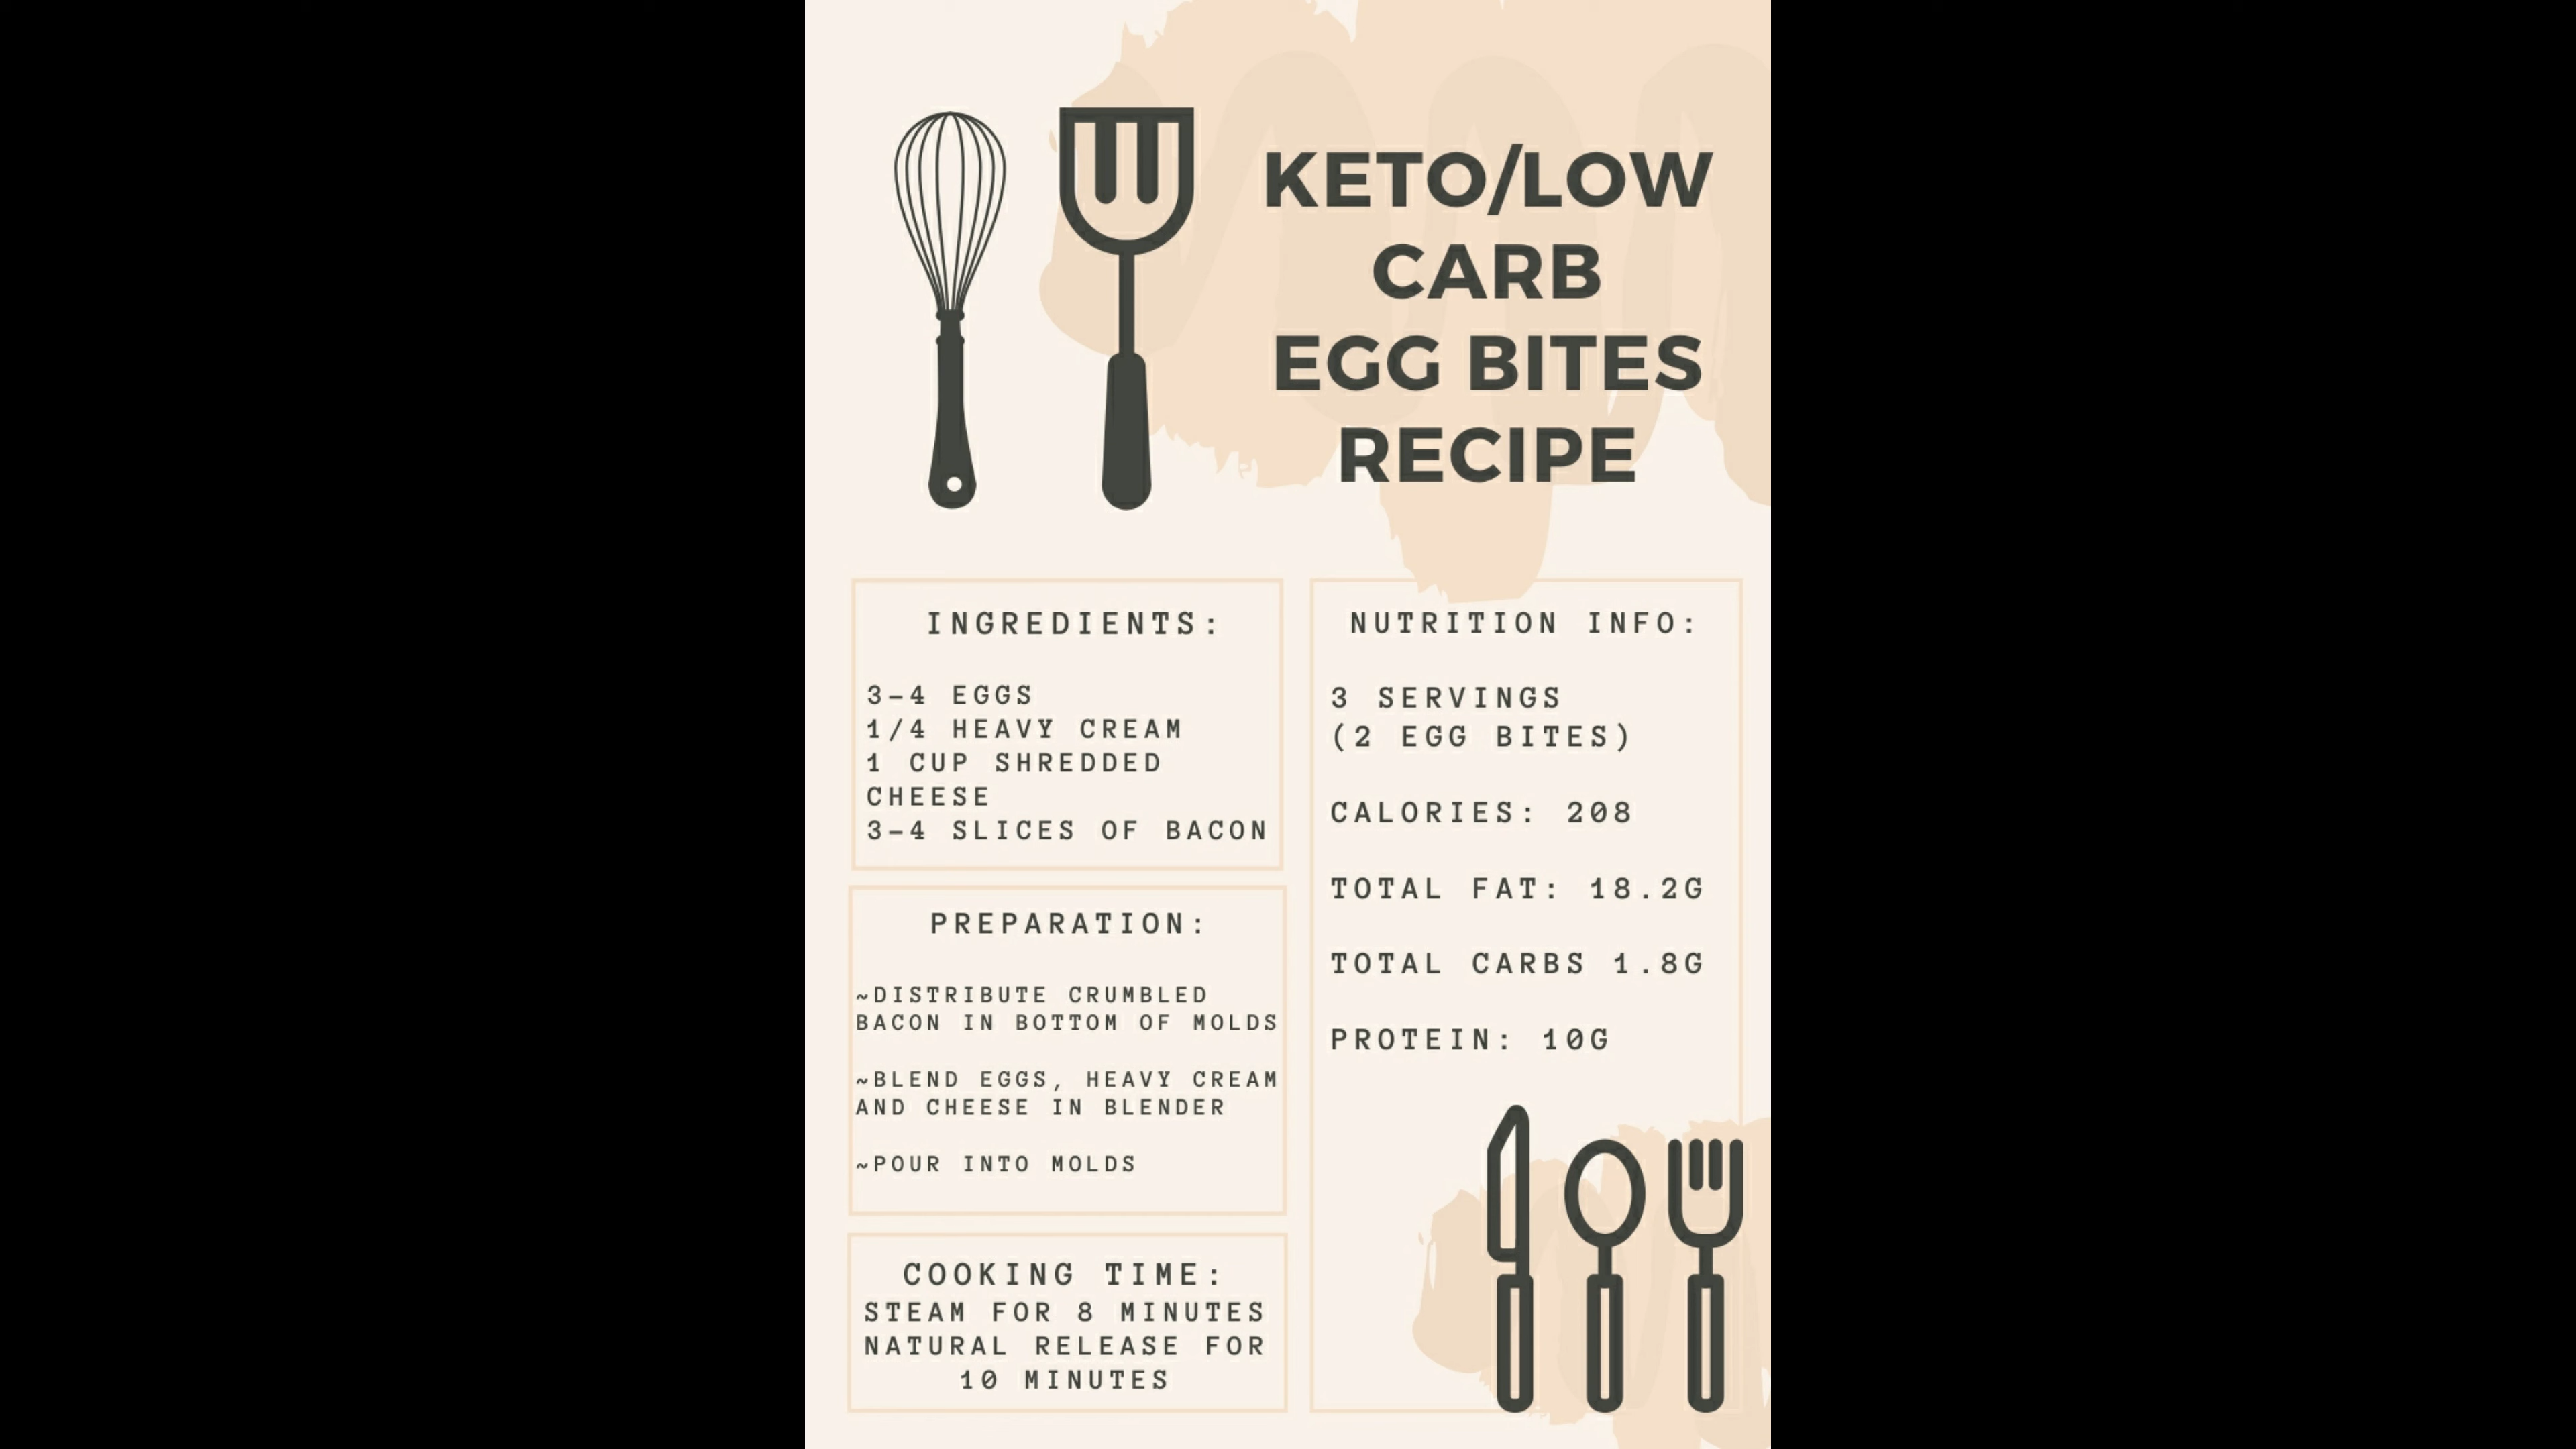 KETO/LOW
CARB
EGG BITES
RECIPE
INGREDIENTS:
3-4 EGGS
1/4 HEAVY CREAM
1 CUP SHREDDED
CHEESE
3-4 SLICES OF BACON
PREPARATION:
~DISTRIBUTE CRUMBLED
BACON IN BOTTOM OF MOLDS
~BLEND EGGS, HEAVY CREAM
AND CHEESE IN BLENDER
~POUR INTO MOLDS
COOKING TIME:
STEAM FOR 8 MINUTES
NATURAL RELEASE FOR
10 MINUTES
NUTRITION INFO:
3 SERVINGS
(2 EGG BITES)
CALORIES: 208
TOTAL FAT: 18.2G
TOTAL CARBS 1.8G
PROTEIN: 10G